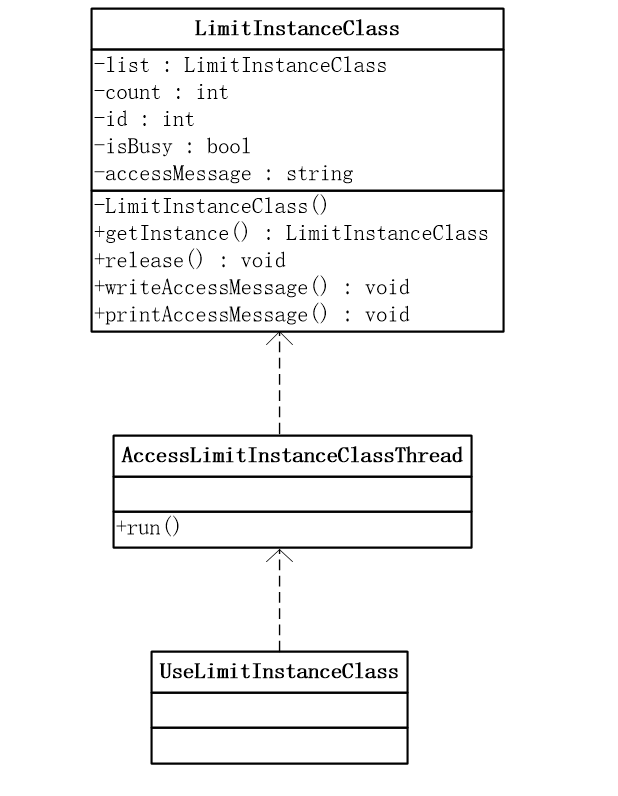 LimitInstanceClass
-list : LimitInstanceClass
-count : int
-id : int
-isBusy : bool
-accessMessage : string
-LimitInstanceClass()
+getInstance() : LimitInstanceClass
+release() : void
+writeAccessMessage() : void
+printAccessMessage() : void
AccessLimitInstanceClassThread
+run()
UseLimitInstanceClass